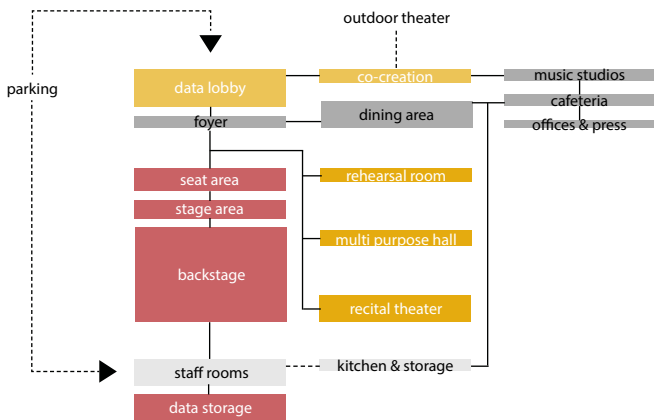 outdoor theater
parking
data lobby
co-creation
music studios
cafeteria
dining area
foyer
offices & press
seat area
rehearsal room
stage area
multi purpose hall
backstage
recital theater
staff rooms
kitchen & storage
data storage